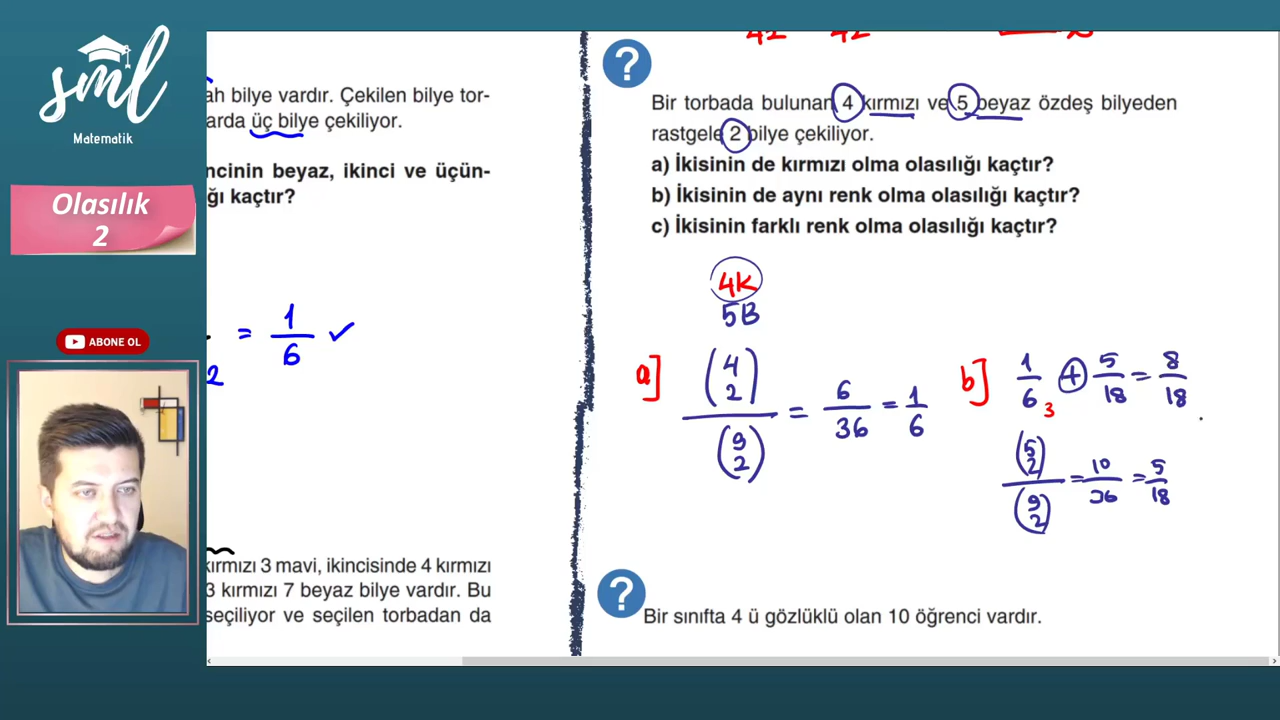 sml
Matematik
Olasılık
2
ABONE OL
ah bilye vardır. Çekilen bilye tor-
arda üç bilye çekiliyor.
ncinin beyaz, ikinci ve üçün-
ğı kaçtır?
= 1/6 ✓
2
kırmızı 3 mavi, ikincisinde 4 kırmızı
3 kırmızı 7 beyaz bilye vardır. Bu
seçiliyor ve seçilen torbadan da
42 42
?
Bir torbada bulunan 4 kırmızı ve 5 beyaz özdeş bilyeden
rastgele 2 bilye çekiliyor.
a) İkisinin de kırmızı olma olasılığı kaçtır?
b) İkisinin de aynı renk olma olasılığı kaçtır?
c) İkisinin farklı renk olma olasılığı kaçtır?
4K
5B
a] (4 2)/(9 2) = 6/36 = 1/6
b] 1/6 + 5/18 = 8/18
3
(5 2)/(9 2) = 10/36 = 5/18
?
Bir sınıfta 4 ü gözlüklü olan 10 öğrenci vardır.